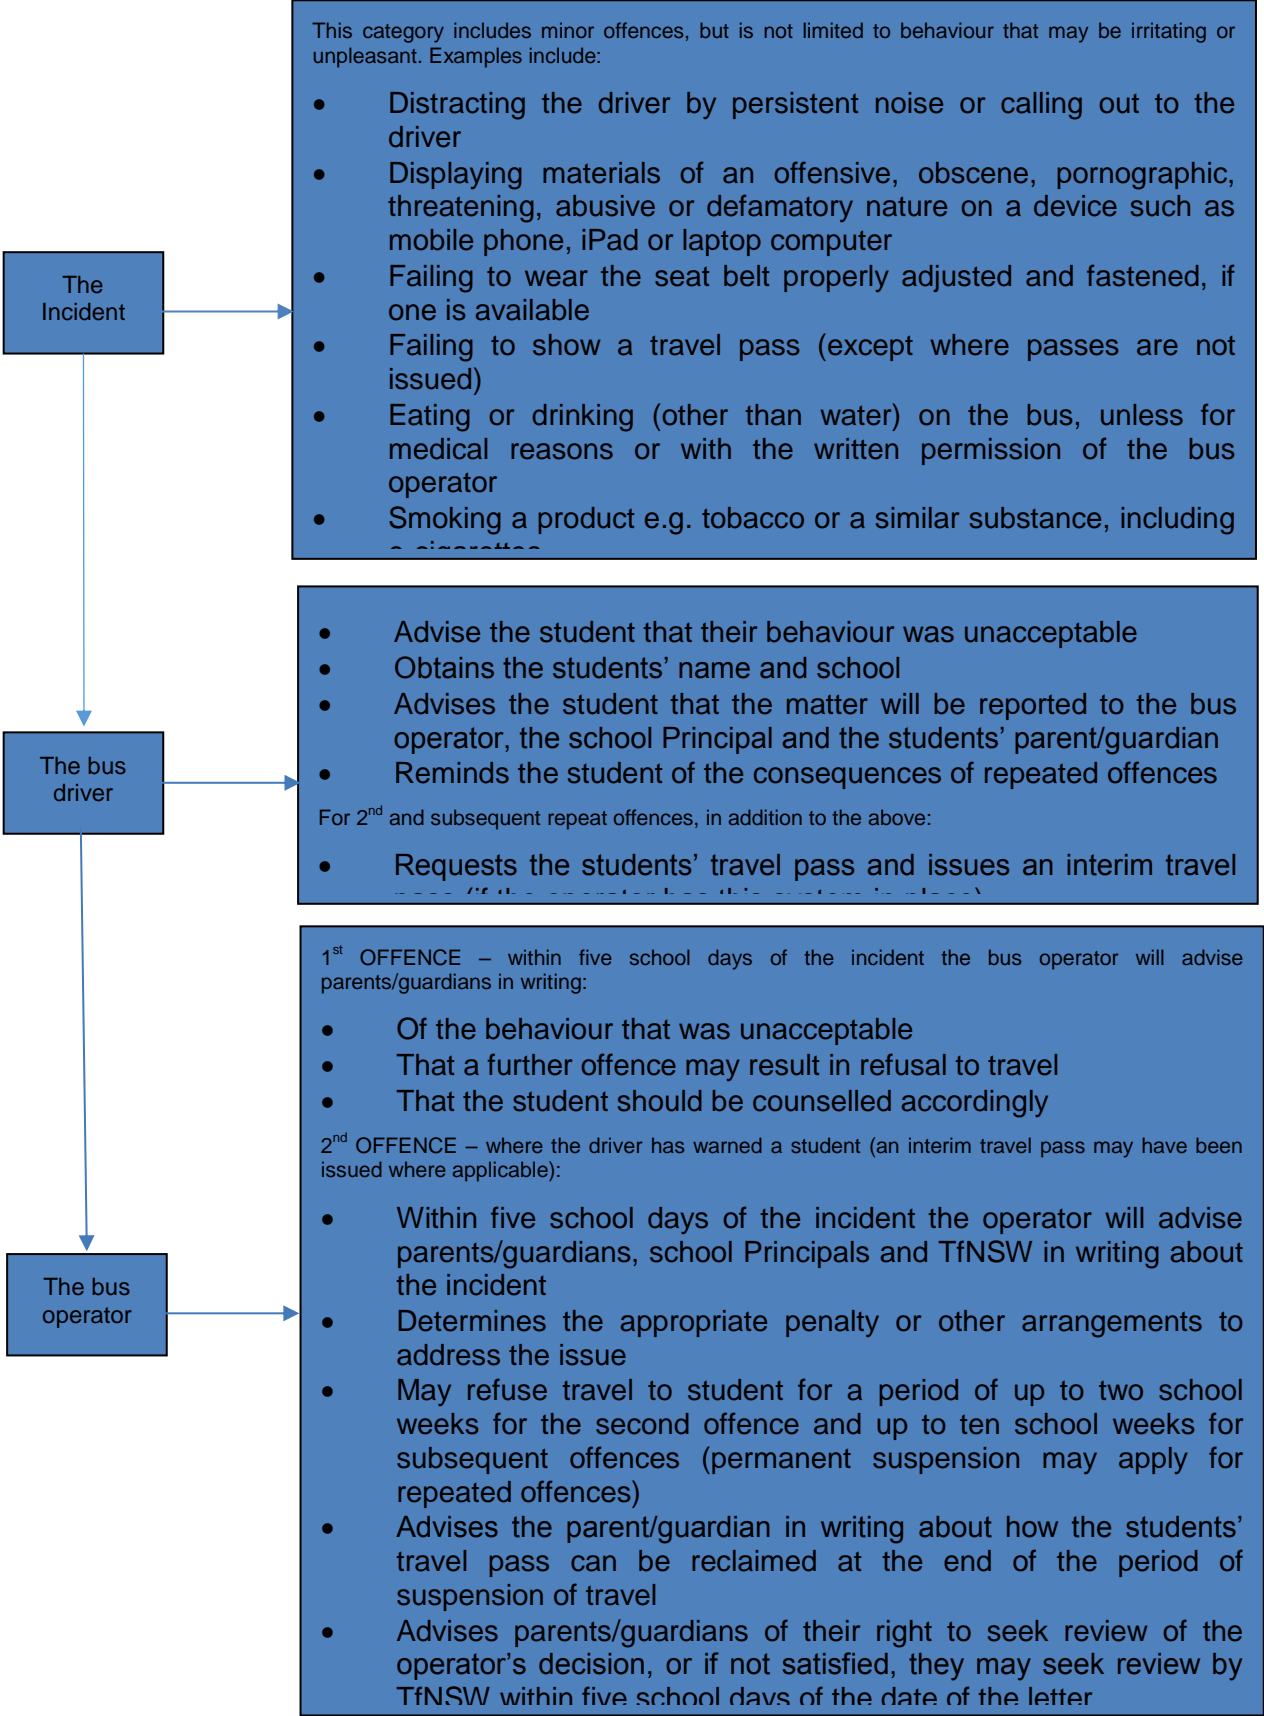 This category includes minor offences, but is not limited to behaviour that may be irritating or
unpleasant. Examples include:
• Distracting the driver by persistent noise or calling out to the
driver
• Displaying materials of an offensive, obscene, pornographic,
threatening, abusive or defamatory nature on a device such as
mobile phone, iPad or laptop computer
• Failing to wear the seat belt properly adjusted and fastened, if
one is available
• Failing to show a travel pass (except where passes are not
issued)
• Eating or drinking (other than water) on the bus, unless for
medical reasons or with the written permission of the bus
operator
• Smoking a product e.g. tobacco or a similar substance, including
e-cigarettes
The
Incident
• Advise the student that their behaviour was unacceptable
• Obtains the students’ name and school
• Advises the student that the matter will be reported to the bus
operator, the school Principal and the students’ parent/guardian
• Reminds the student of the consequences of repeated offences
For 2nd and subsequent repeat offences, in addition to the above:
• Requests the students’ travel pass and issues an interim travel
pass (if the operator has this system in place)
The bus
driver
1st OFFENCE – within five school days of the incident the bus operator will advise
parents/guardians in writing:
• Of the behaviour that was unacceptable
• That a further offence may result in refusal to travel
• That the student should be counselled accordingly
2nd OFFENCE – where the driver has warned a student (an interim travel pass may have been
issued where applicable):
• Within five school days of the incident the operator will advise
parents/guardians, school Principals and TfNSW in writing about
the incident
• Determines the appropriate penalty or other arrangements to
address the issue
• May refuse travel to student for a period of up to two school
weeks for the second offence and up to ten school weeks for
subsequent offences (permanent suspension may apply for
repeated offences)
• Advises the parent/guardian in writing about how the students’
travel pass can be reclaimed at the end of the period of
suspension of travel
• Advises parents/guardians of their right to seek review of the
operator’s decision, or if not satisfied, they may seek review by
TfNSW within five school days of the date of the letter
The bus
operator